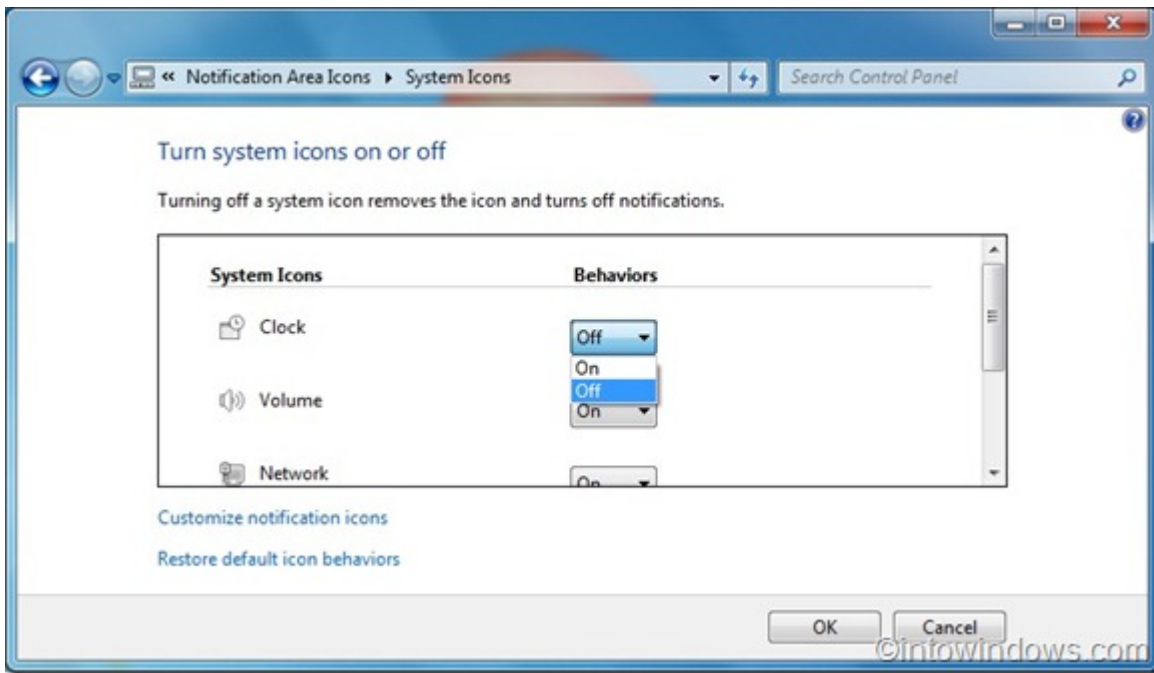 « Notification Area Icons ▸ System Icons
Search Control Panel
Turn system icons on or off
Turning off a system icon removes the icon and turns off notifications.
System Icons Behaviors
Clock Off
On
Off
Volume On
Network On
Customize notification icons
Restore default icon behaviors
OK Cancel
©intowindows.com